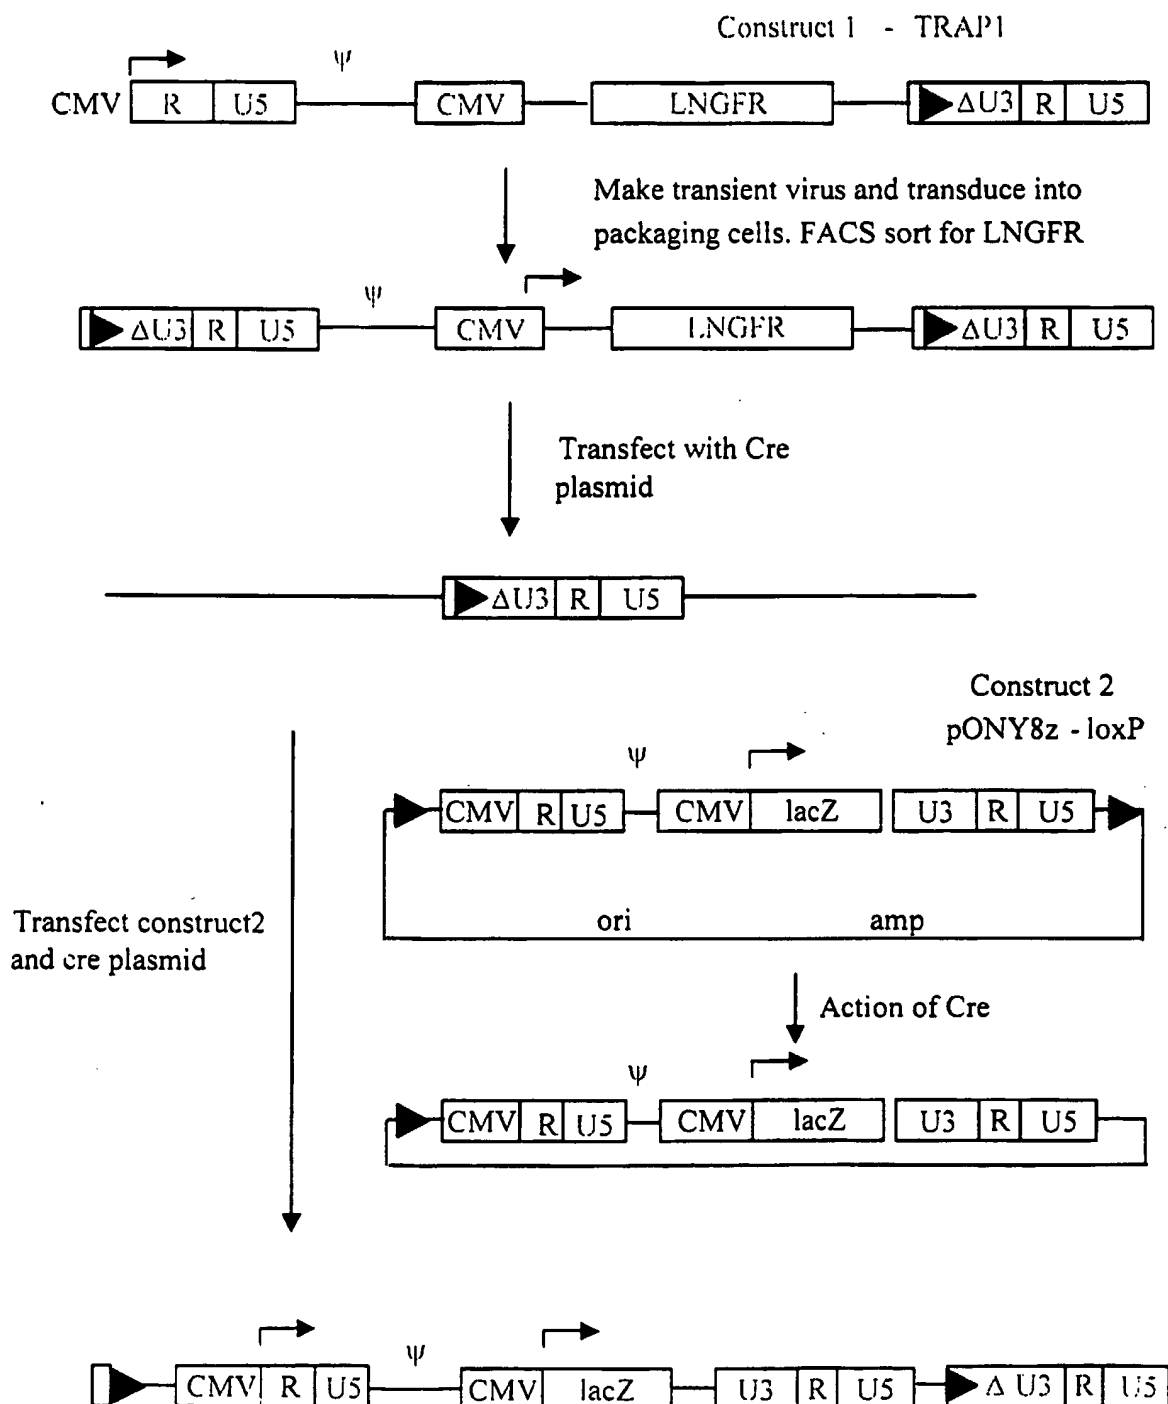 Construct 1 - TRAP1
ψ
CMV R U5 CMV LNGFR ΔU3 R U5
Make transient virus and transduce into
packaging cells. FACS sort for LNGFR
ψ
ΔU3 R U5 CMV LNGFR ΔU3 R U5
Transfect with Cre
plasmid
ΔU3 R U5
Construct 2
pONY8z - loxP
ψ
CMV R U5 CMV lacZ U3 R U5
ori amp
Transfect construct2
and cre plasmid
Action of Cre
ψ
CMV R U5 CMV lacZ U3 R U5
ψ
CMV R U5 CMV lacZ U3 R U5 Δ U3 R U5